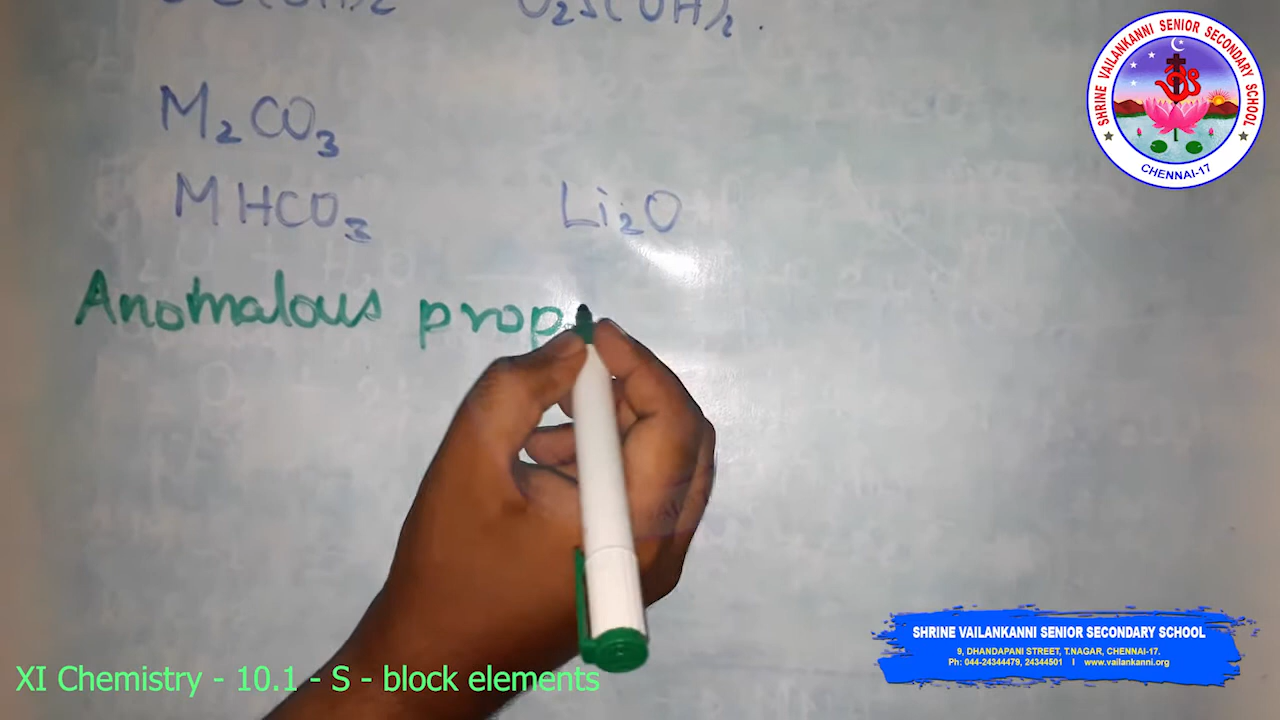 M₂CO₃
MHCO₃ Li₂O
Anomalous prop
SHRINE VAILANKANNI SENIOR SECONDARY SCHOOL
CHENNAI-17
SHRINE VAILANKANNI SENIOR SECONDARY SCHOOL
9, DHANDAPANI STREET, T.NAGAR, CHENNAI-17.
Ph: 044-24344479, 24344501 I www.vailankanni.org
XI Chemistry - 10.1 - S - block elements